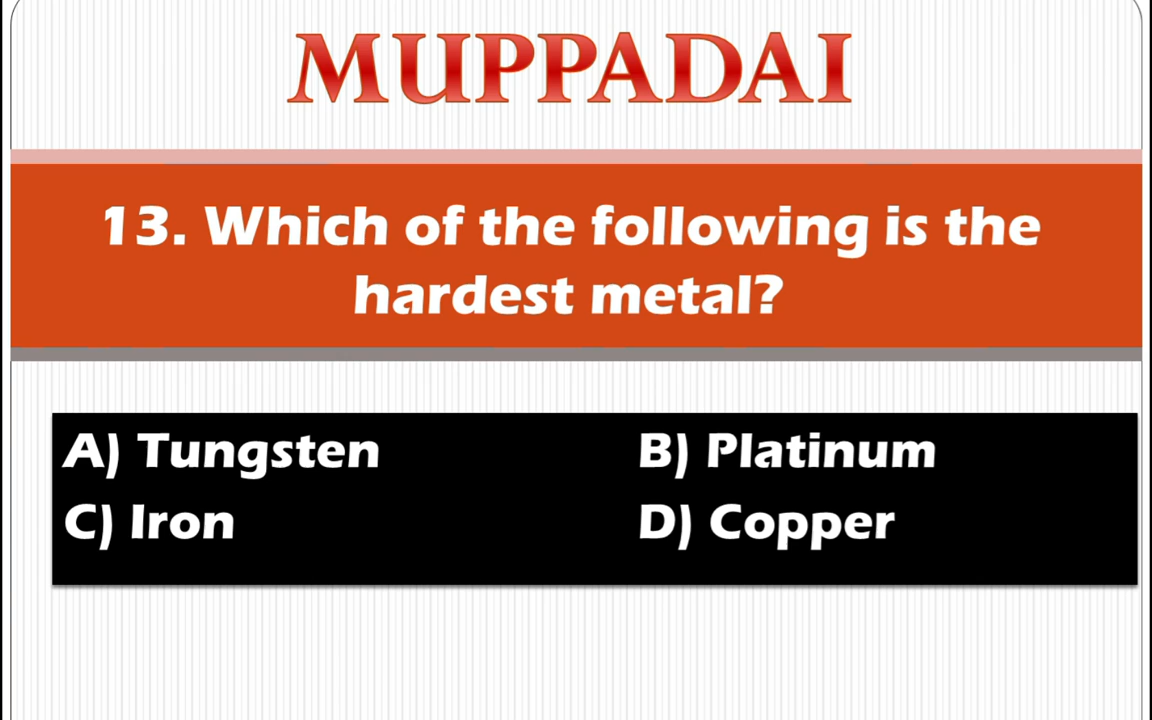 MUPPADAI
13. Which of the following is the
hardest metal?
A) Tungsten B) Platinum
C) Iron D) Copper